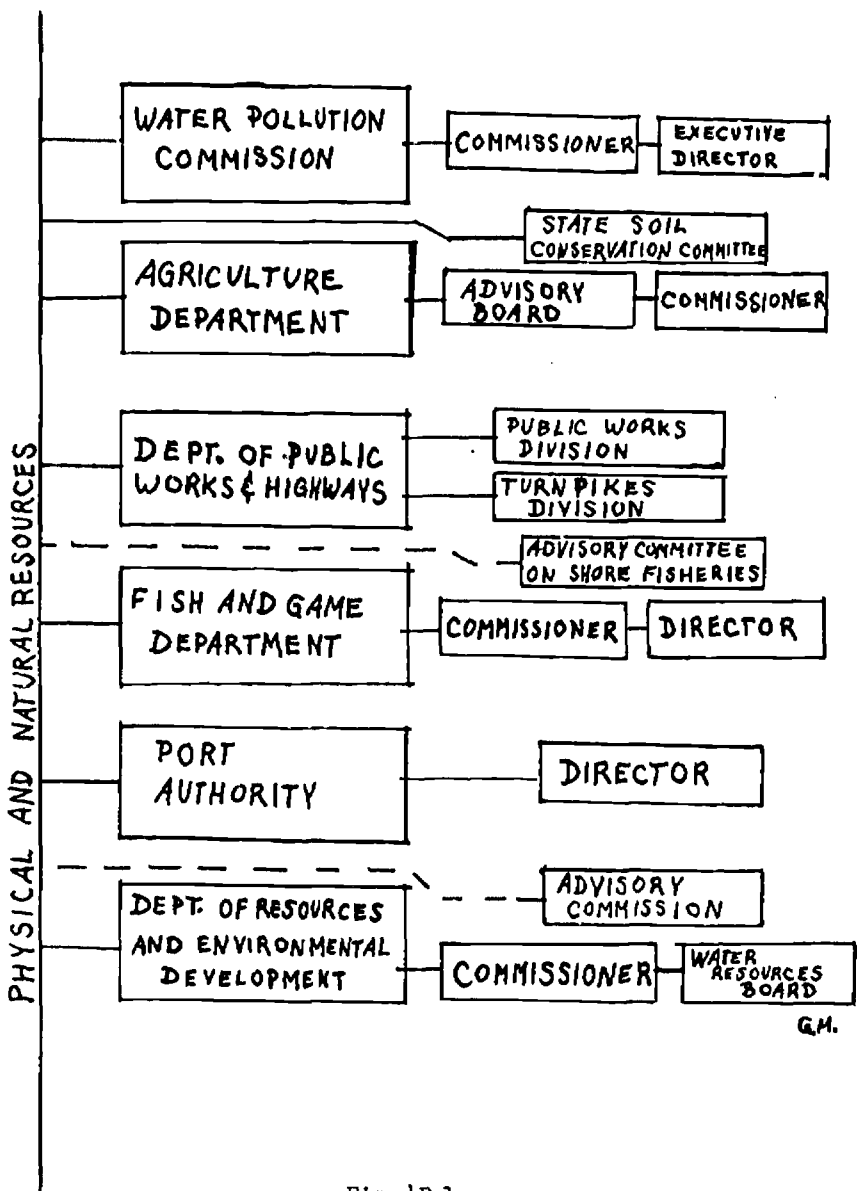 WATER POLLUTION
COMMISSION
COMMISSIONER
EXECUTIVE
DIRECTOR
STATE SOIL
CONSERVATION COMMITTEE
AGRICULTURE
DEPARTMENT
ADVISORY
BOARD
COMMISSIONER
DEPT. OF PUBLIC
WORKS & HIGHWAYS
PUBLIC WORKS
DIVISION
TURNPIKES
DIVISION
ADVISORY COMMITTEE
ON SHORE FISHERIES
FISH AND GAME
DEPARTMENT
COMMISSIONER
DIRECTOR
PORT
AUTHORITY
DIRECTOR
ADVISORY
COMMISSION
DEPT. OF RESOURCES
AND ENVIRONMENTAL
DEVELOPMENT
COMMISSIONER
WATER
RESOURCES
BOARD
G.M.
PHYSICAL AND NATURAL RESOURCES